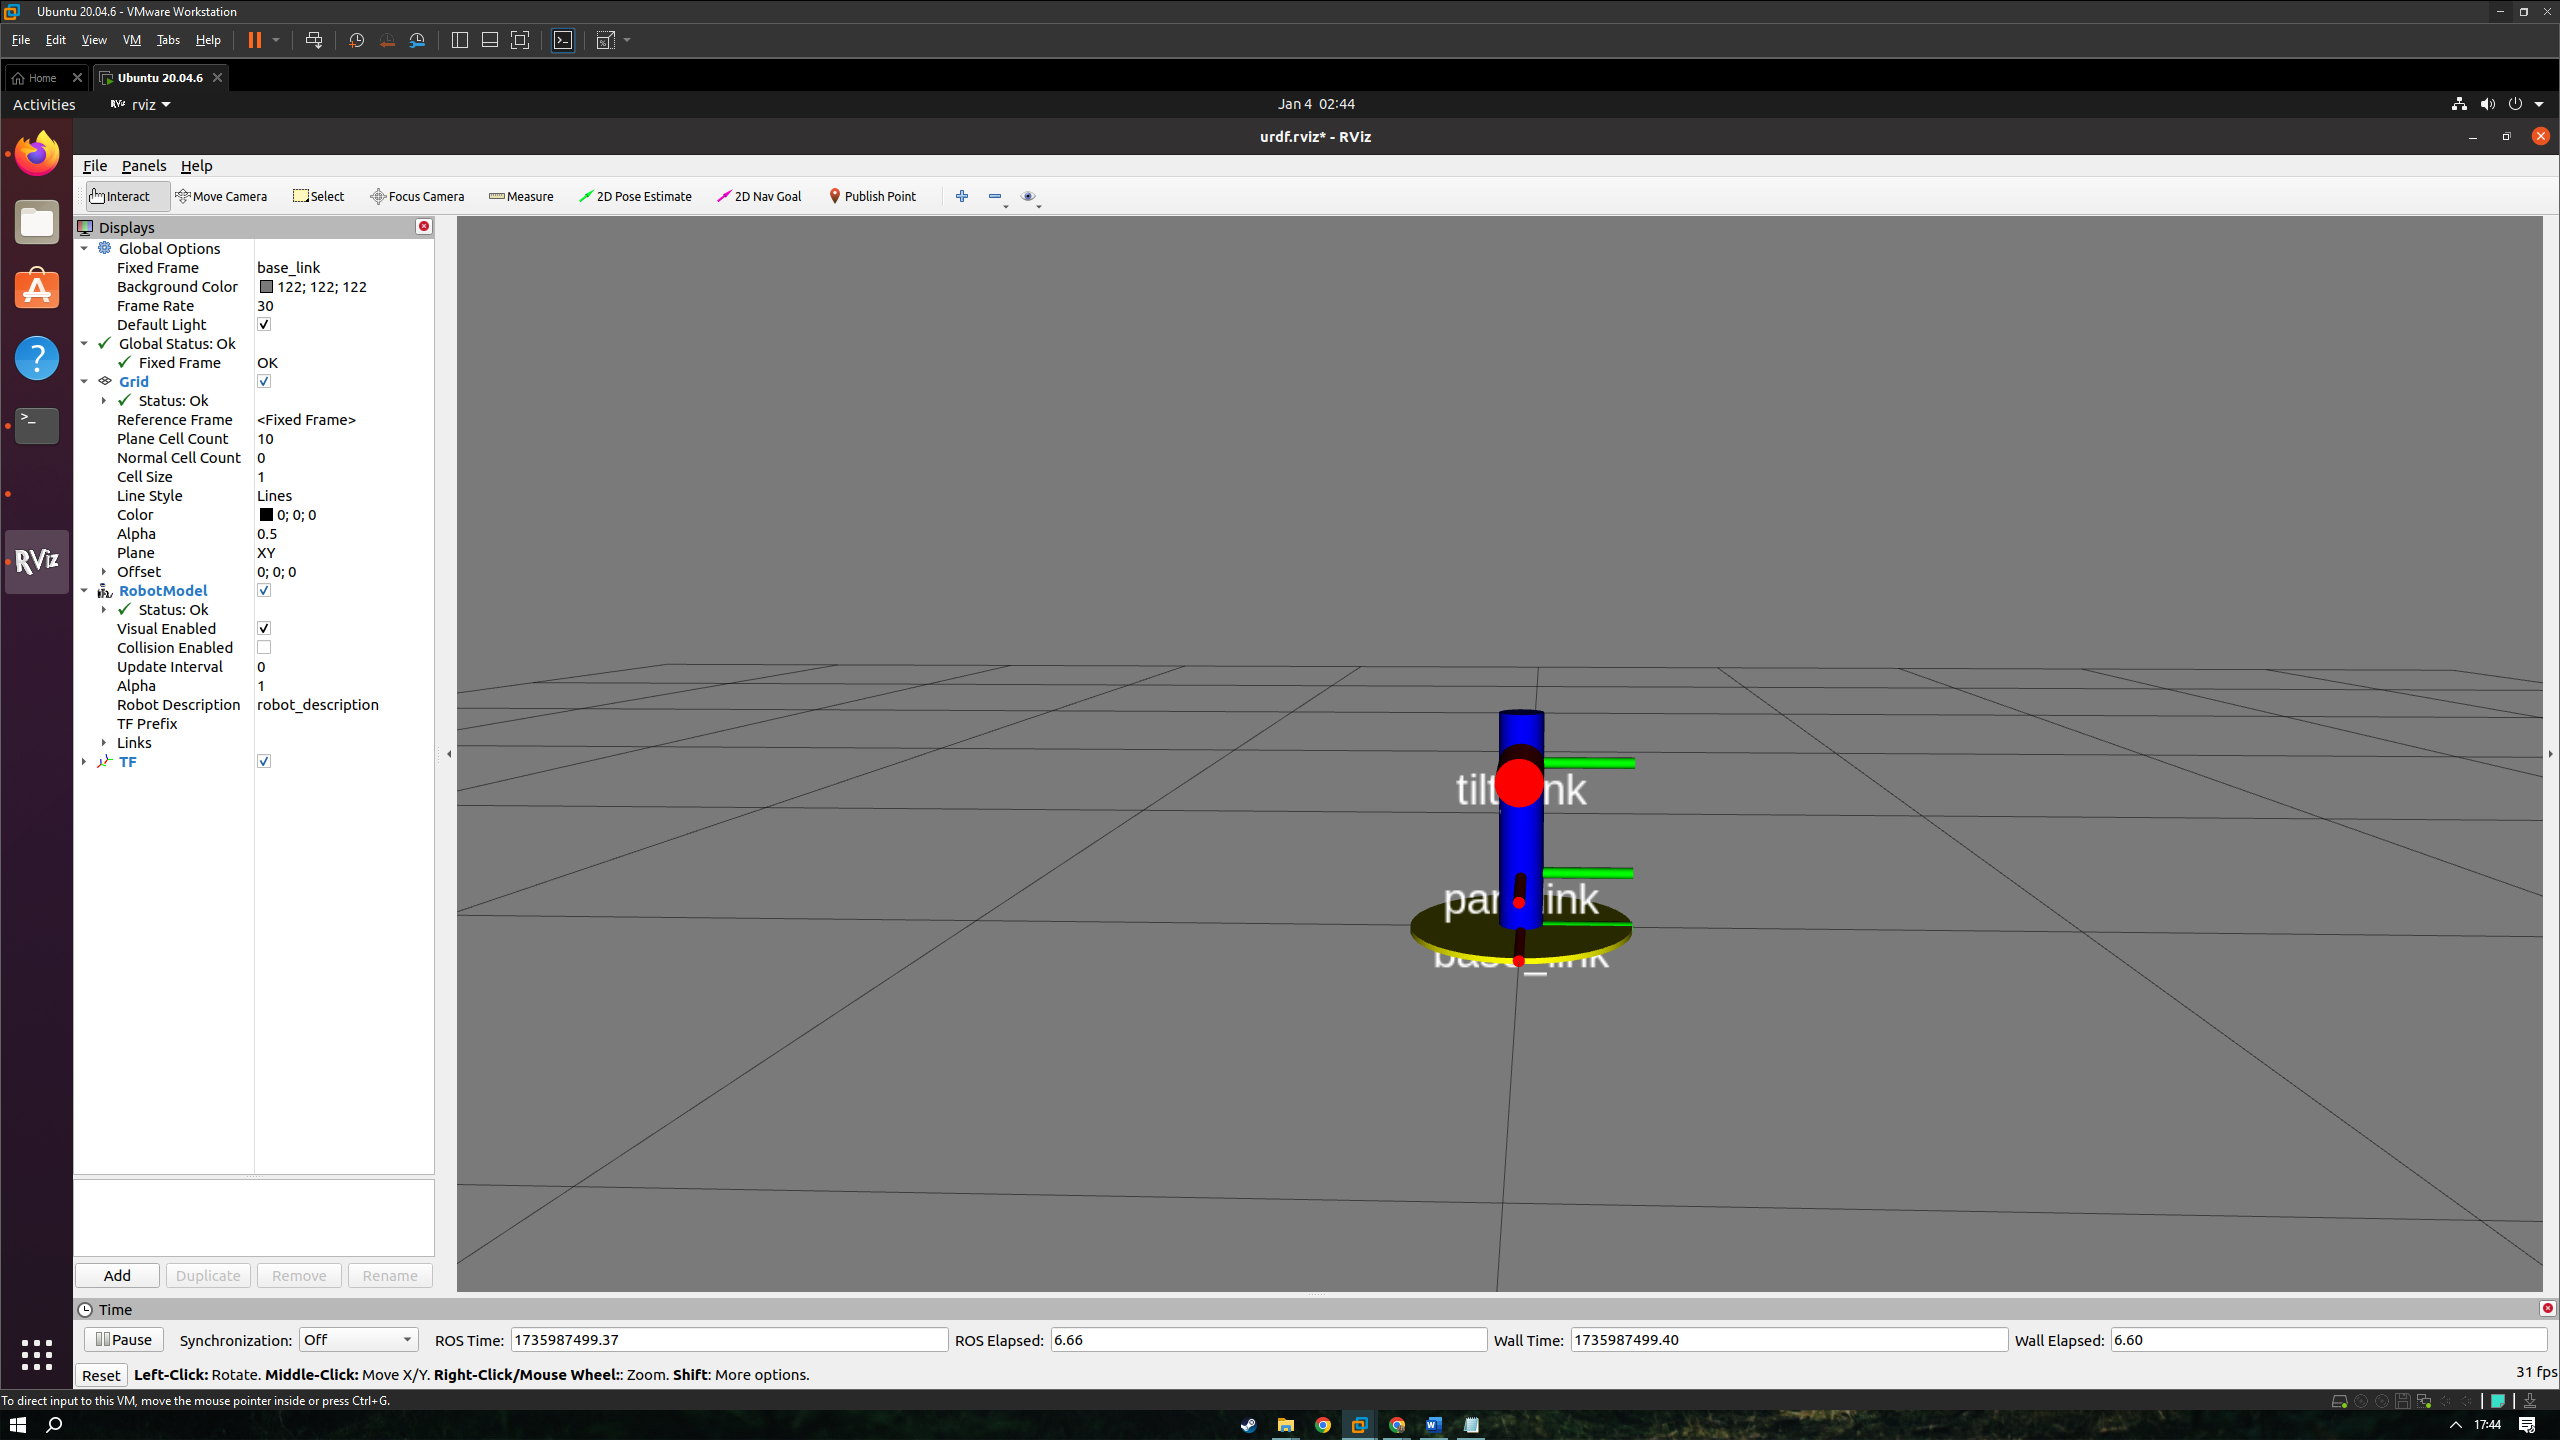 Ubuntu 20.04.6 - VMware Workstation
File Edit View VM Tabs Help
Home Ubuntu 20.04.6
Activities RViz rviz Jan 4 02:44
urdf.rviz* - RViz
File Panels Help
Interact Move Camera Select Focus Camera Measure 2D Pose Estimate 2D Nav Goal Publish Point
Displays
Global Options
Fixed Frame base_link
Background Color 122; 122; 122
Frame Rate 30
Default Light
Global Status: Ok
Fixed Frame OK
Grid
Status: Ok
Reference Frame <Fixed Frame>
Plane Cell Count 10
Normal Cell Count 0
Cell Size 1
Line Style Lines
Color 0; 0; 0
Alpha 0.5
Plane XY
Offset 0; 0; 0
RobotModel
Status: Ok
Visual Enabled
Collision Enabled
Update Interval 0
Alpha 1
Robot Description robot_description
TF Prefix
Links
TF
RViz
tilt_link
pan_link
base_link
Add Duplicate Remove Rename
Time
Pause Synchronization: Off ROS Time: 1735987499.37 ROS Elapsed: 6.66 Wall Time: 1735987499.40 Wall Elapsed: 6.60
Reset Left-Click: Rotate. Middle-Click: Move X/Y. Right-Click/Mouse Wheel:: Zoom. Shift: More options. 31 fps
To direct input to this VM, move the mouse pointer inside or press Ctrl+G.
17:44